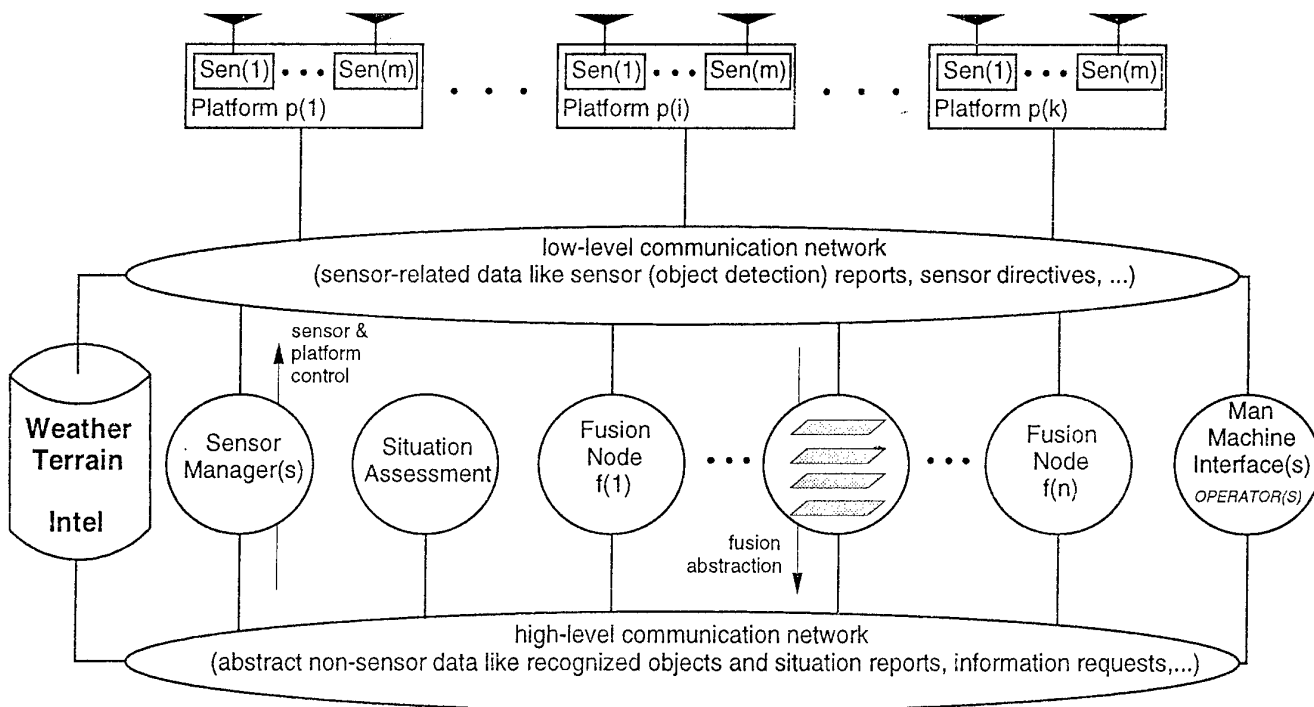 Sen(1) • • • Sen(m)
Platform p(1)
• • • •
Sen(1) • • • Sen(m)
Platform p(i)
• • • •
Sen(1) • • • Sen(m)
Platform p(k)
low-level communication network
(sensor-related data like sensor (object detection) reports, sensor directives, ...)
sensor &
platform
control
Weather
Terrain
Intel
Sensor
Manager(s)
Situation
Assessment
Fusion
Node
f(1)
• • •
• • •
Fusion
Node
f(n)
Man
Machine
Interface(s)
OPERATOR(S)
fusion
abstraction
high-level communication network
(abstract non-sensor data like recognized objects and situation reports, information requests,...)